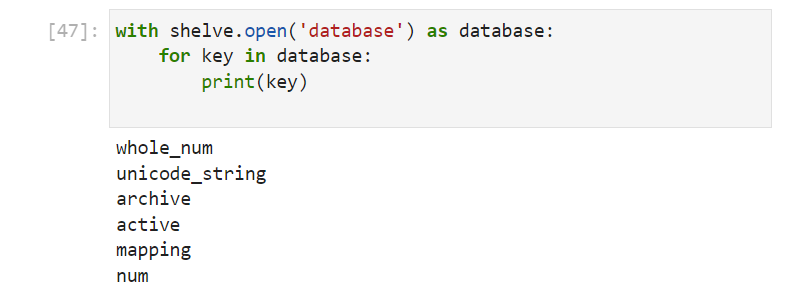 [47]: with shelve.open('database') as database:
    for key in database:
        print(key)
whole_num
unicode_string
archive
active
mapping
num